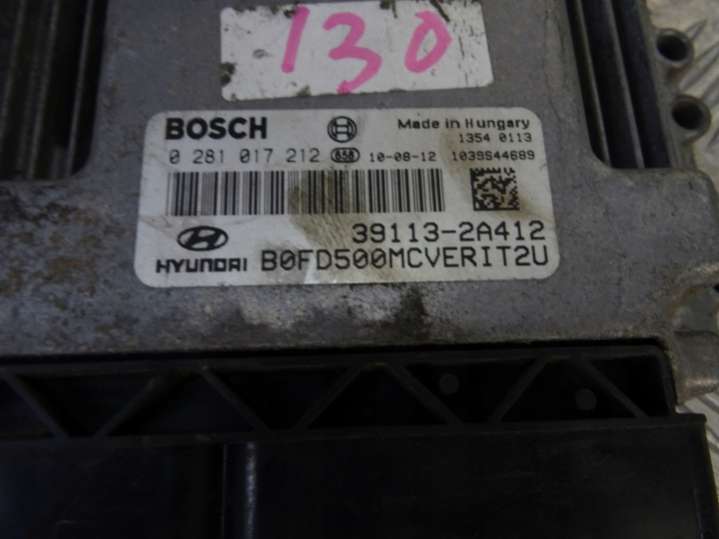 130
BOSCH Made in Hungary
1354 0113
0 281 017 212 858 10-08-12 1039S44689
39113-2A412
HYUNDAI B0FD500MCVERIT2U